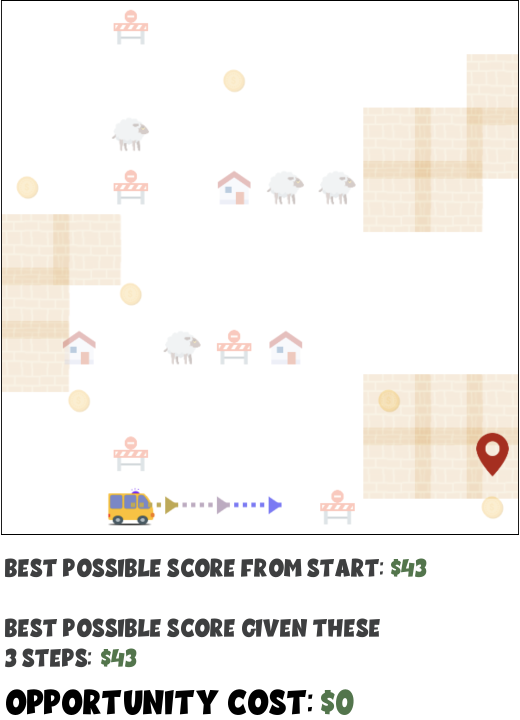 BEST POSSIBLE SCORE FROM START: $43
BEST POSSIBLE SCORE GIVEN THESE
3 STEPS: $43
OPPORTUNITY COST: $0